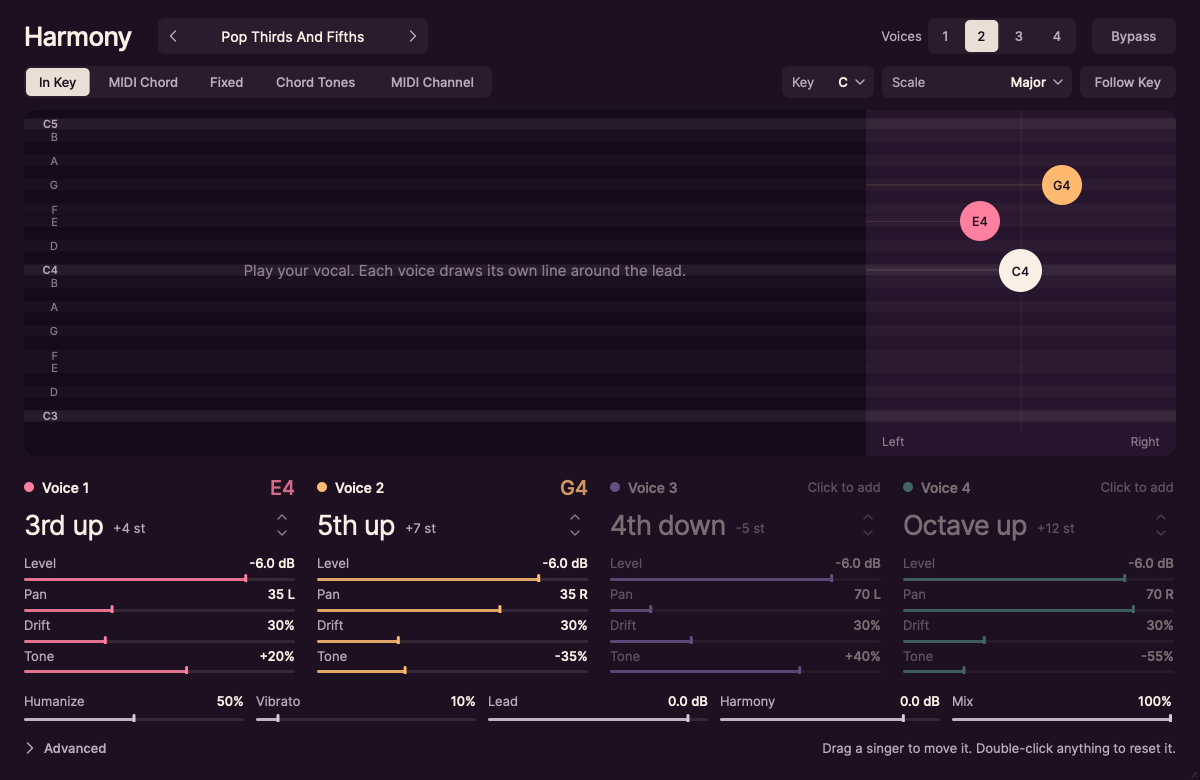 Harmony
Pop Thirds And Fifths
Voices 1 2 3 4 Bypass
In Key MIDI Chord Fixed Chord Tones MIDI Channel
Key C Scale Major Follow Key
C5
B
A
G
G4
F
E
E4
D
C4
Play your vocal. Each voice draws its own line around the lead.
C4
B
A
G
F
E
D
C3
Left Right
Voice 1 E4
3rd up +4 st
Level -6.0 dB
Pan 35 L
Drift 30%
Tone +20%
Voice 2 G4
5th up +7 st
Level -6.0 dB
Pan 35 R
Drift 30%
Tone -35%
Voice 3 Click to add
4th down -5 st
Level -6.0 dB
Pan 70 L
Drift 30%
Tone +40%
Voice 4 Click to add
Octave up +12 st
Level -6.0 dB
Pan 70 R
Drift 30%
Tone -55%
Humanize 50% Vibrato 10% Lead 0.0 dB Harmony 0.0 dB Mix 100%
Advanced
Drag a singer to move it. Double-click anything to reset it.